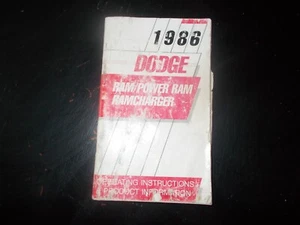 1986
DODGE
RAM/POWER RAM
RAMCHARGER
OPERATING INSTRUCTIONS
PRODUCT INFORMATION